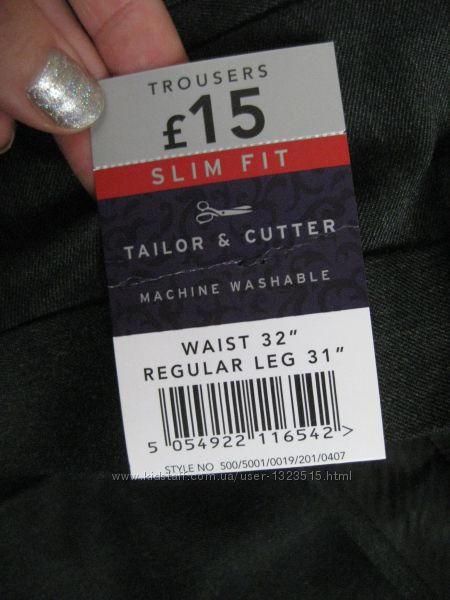 TROUSERS
£15
SLIM FIT
TAILOR & CUTTER
MACHINE WASHABLE
WAIST 32"
REGULAR LEG 31"
5 054922 116542 >
STYLE NO 500/5001/0019/201/0407
www.kidstaff.com.ua/user-1323515.html